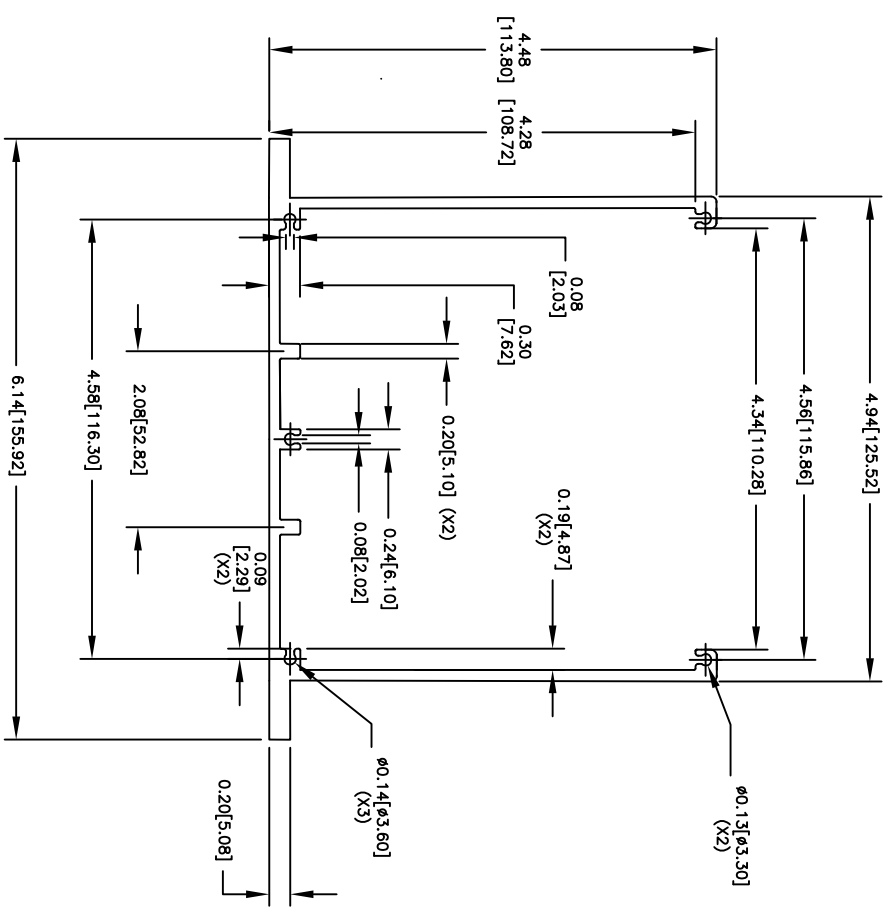 4.94[125.52]
4.56[115.86]
4.34[110.28]
ø0.13[ø3.30]
(X2)
0.08
[2.03]
0.19[4.87]
(X2)
4.48
[113.80]
4.28
[108.72]
0.30
[7.62]
0.20[5.10] (X2)
0.24[6.10]
ø0.14[ø3.60]
(X3)
0.08[2.02]
0.09
[2.29]
(X2)
0.20[5.08]
2.08[52.82]
4.58[116.30]
6.14[155.92]